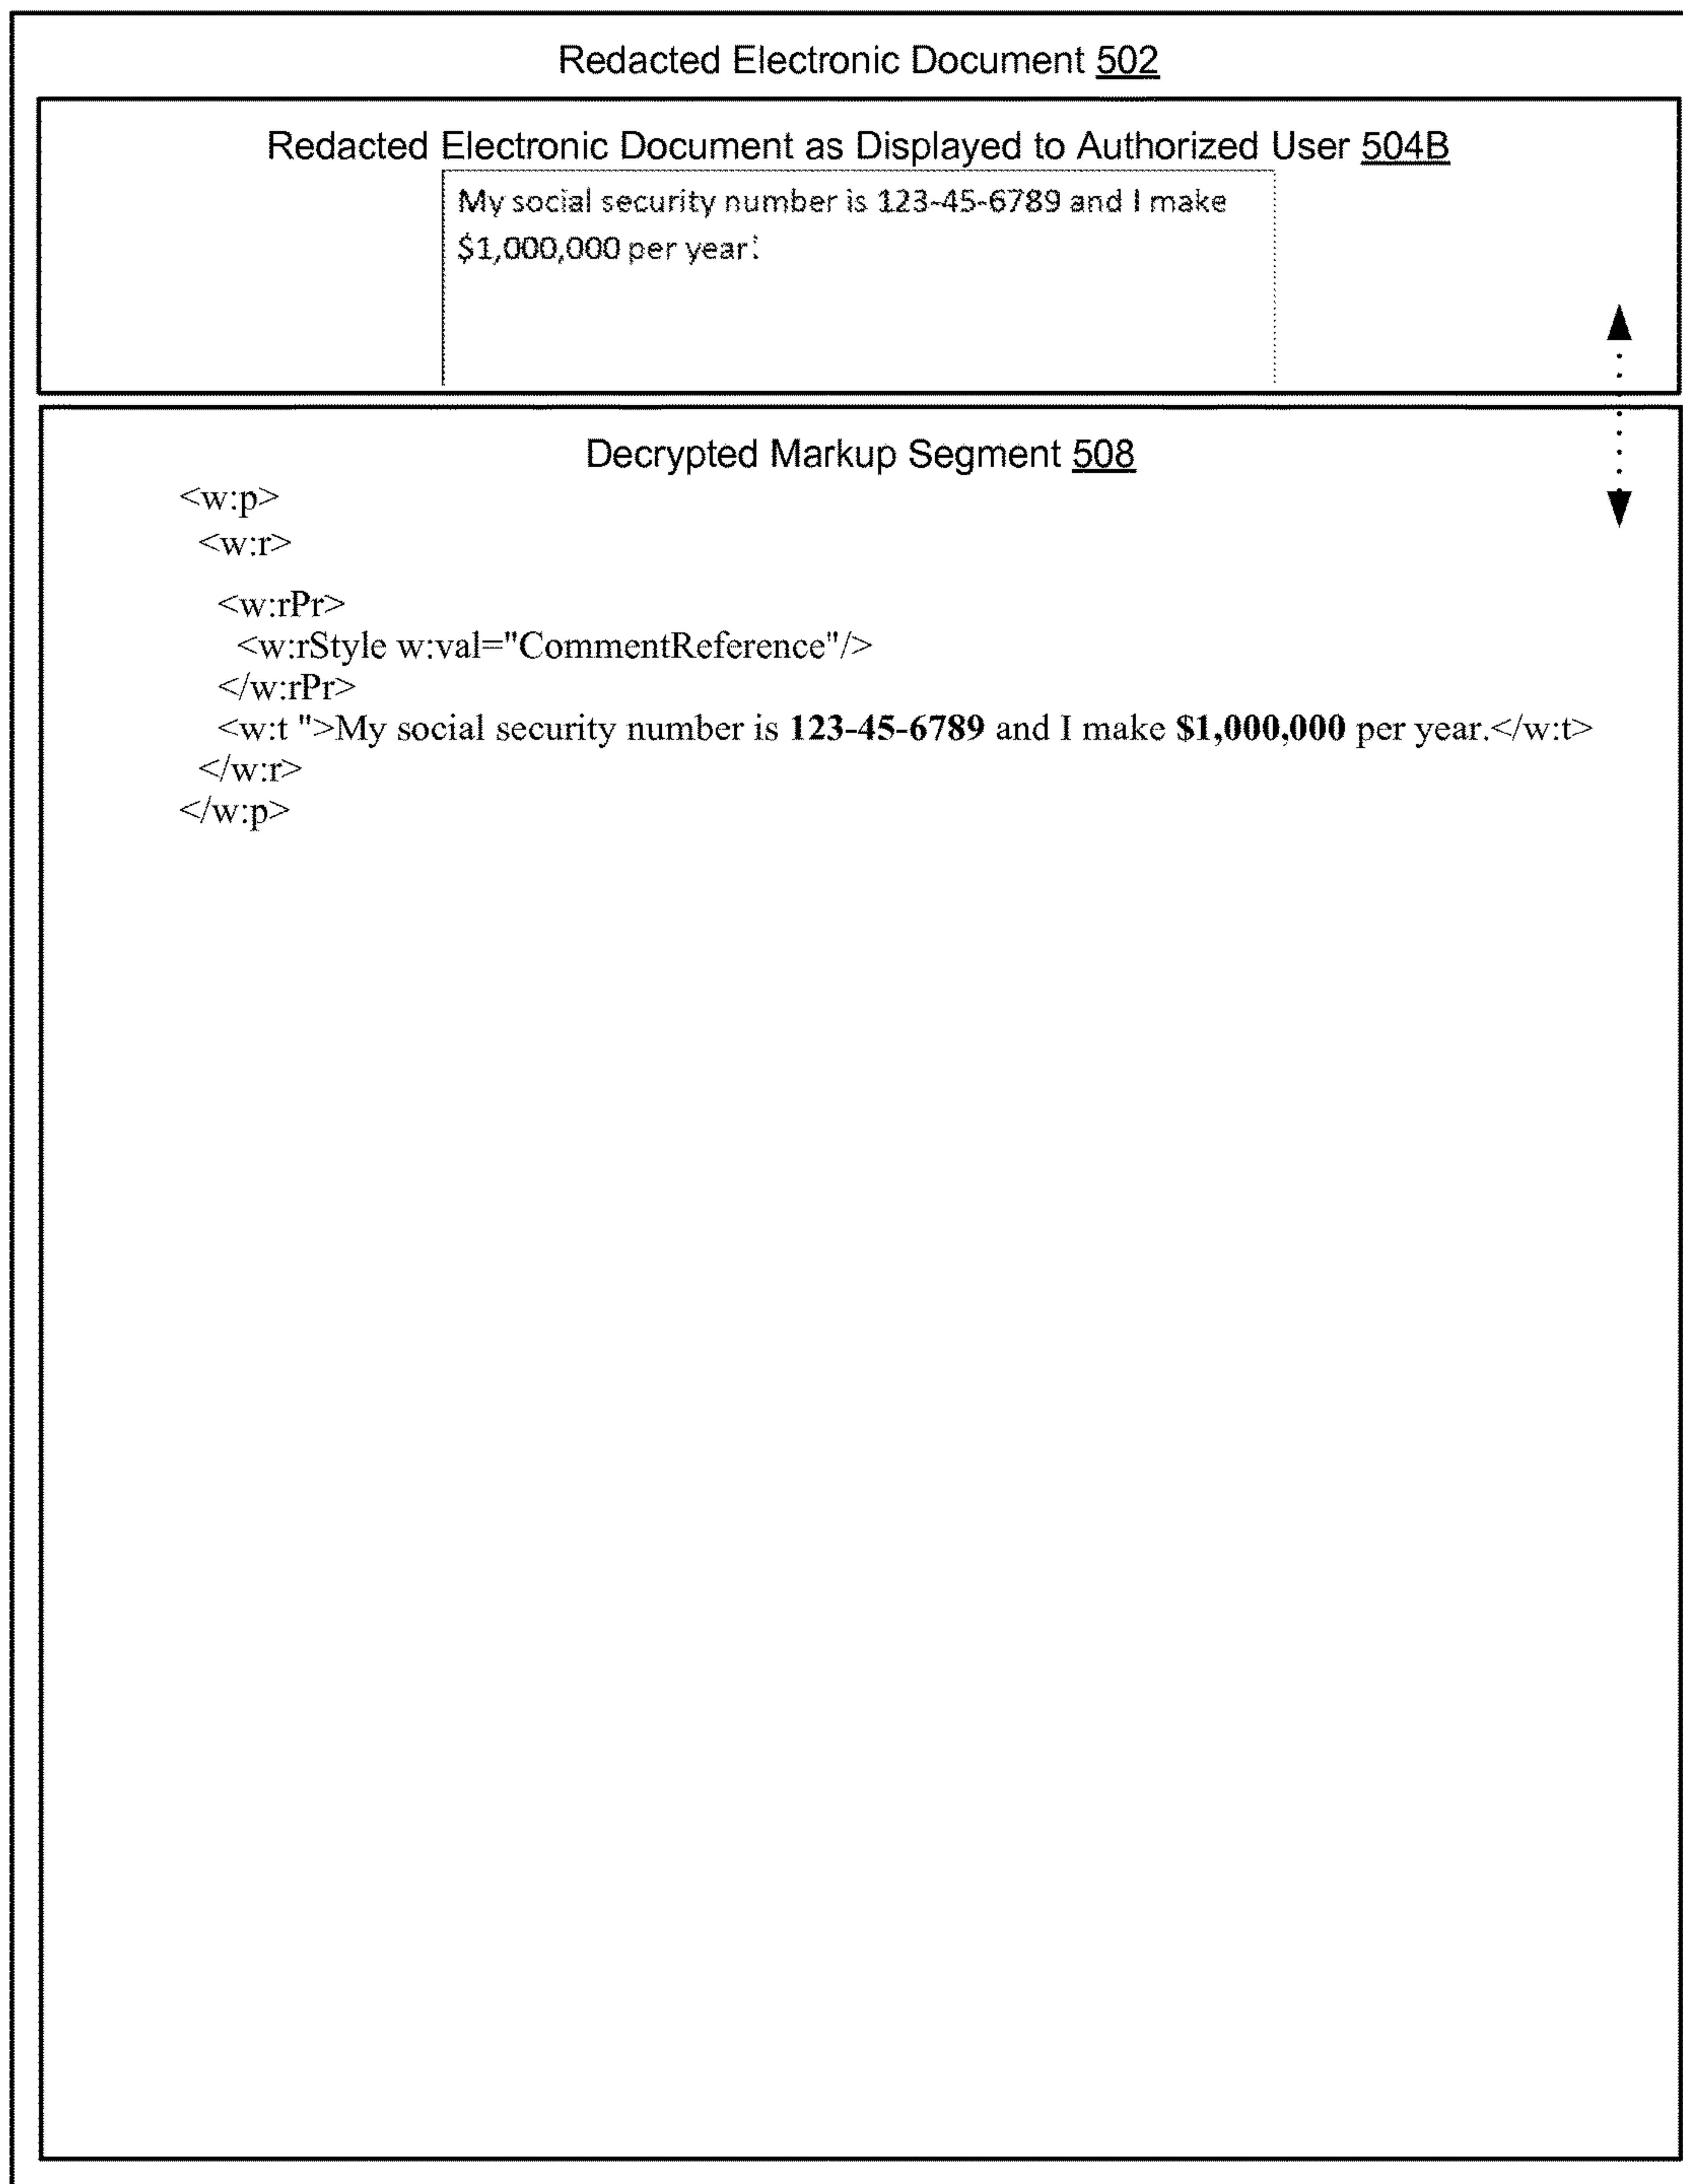 Redacted Electronic Document 502
Redacted Electronic Document as Displayed to Authorized User 504B
My social security number is 123-45-6789 and I make
$1,000,000 per year.
Decrypted Markup Segment 508
<w:p>
<w:r>
<w:rPr>
<w:rStyle w:val="CommentReference"/>
</w:rPr>
<w:t ">My social security number is 123-45-6789 and I make $1,000,000 per year.</w:t>
</w:r>
</w:p>